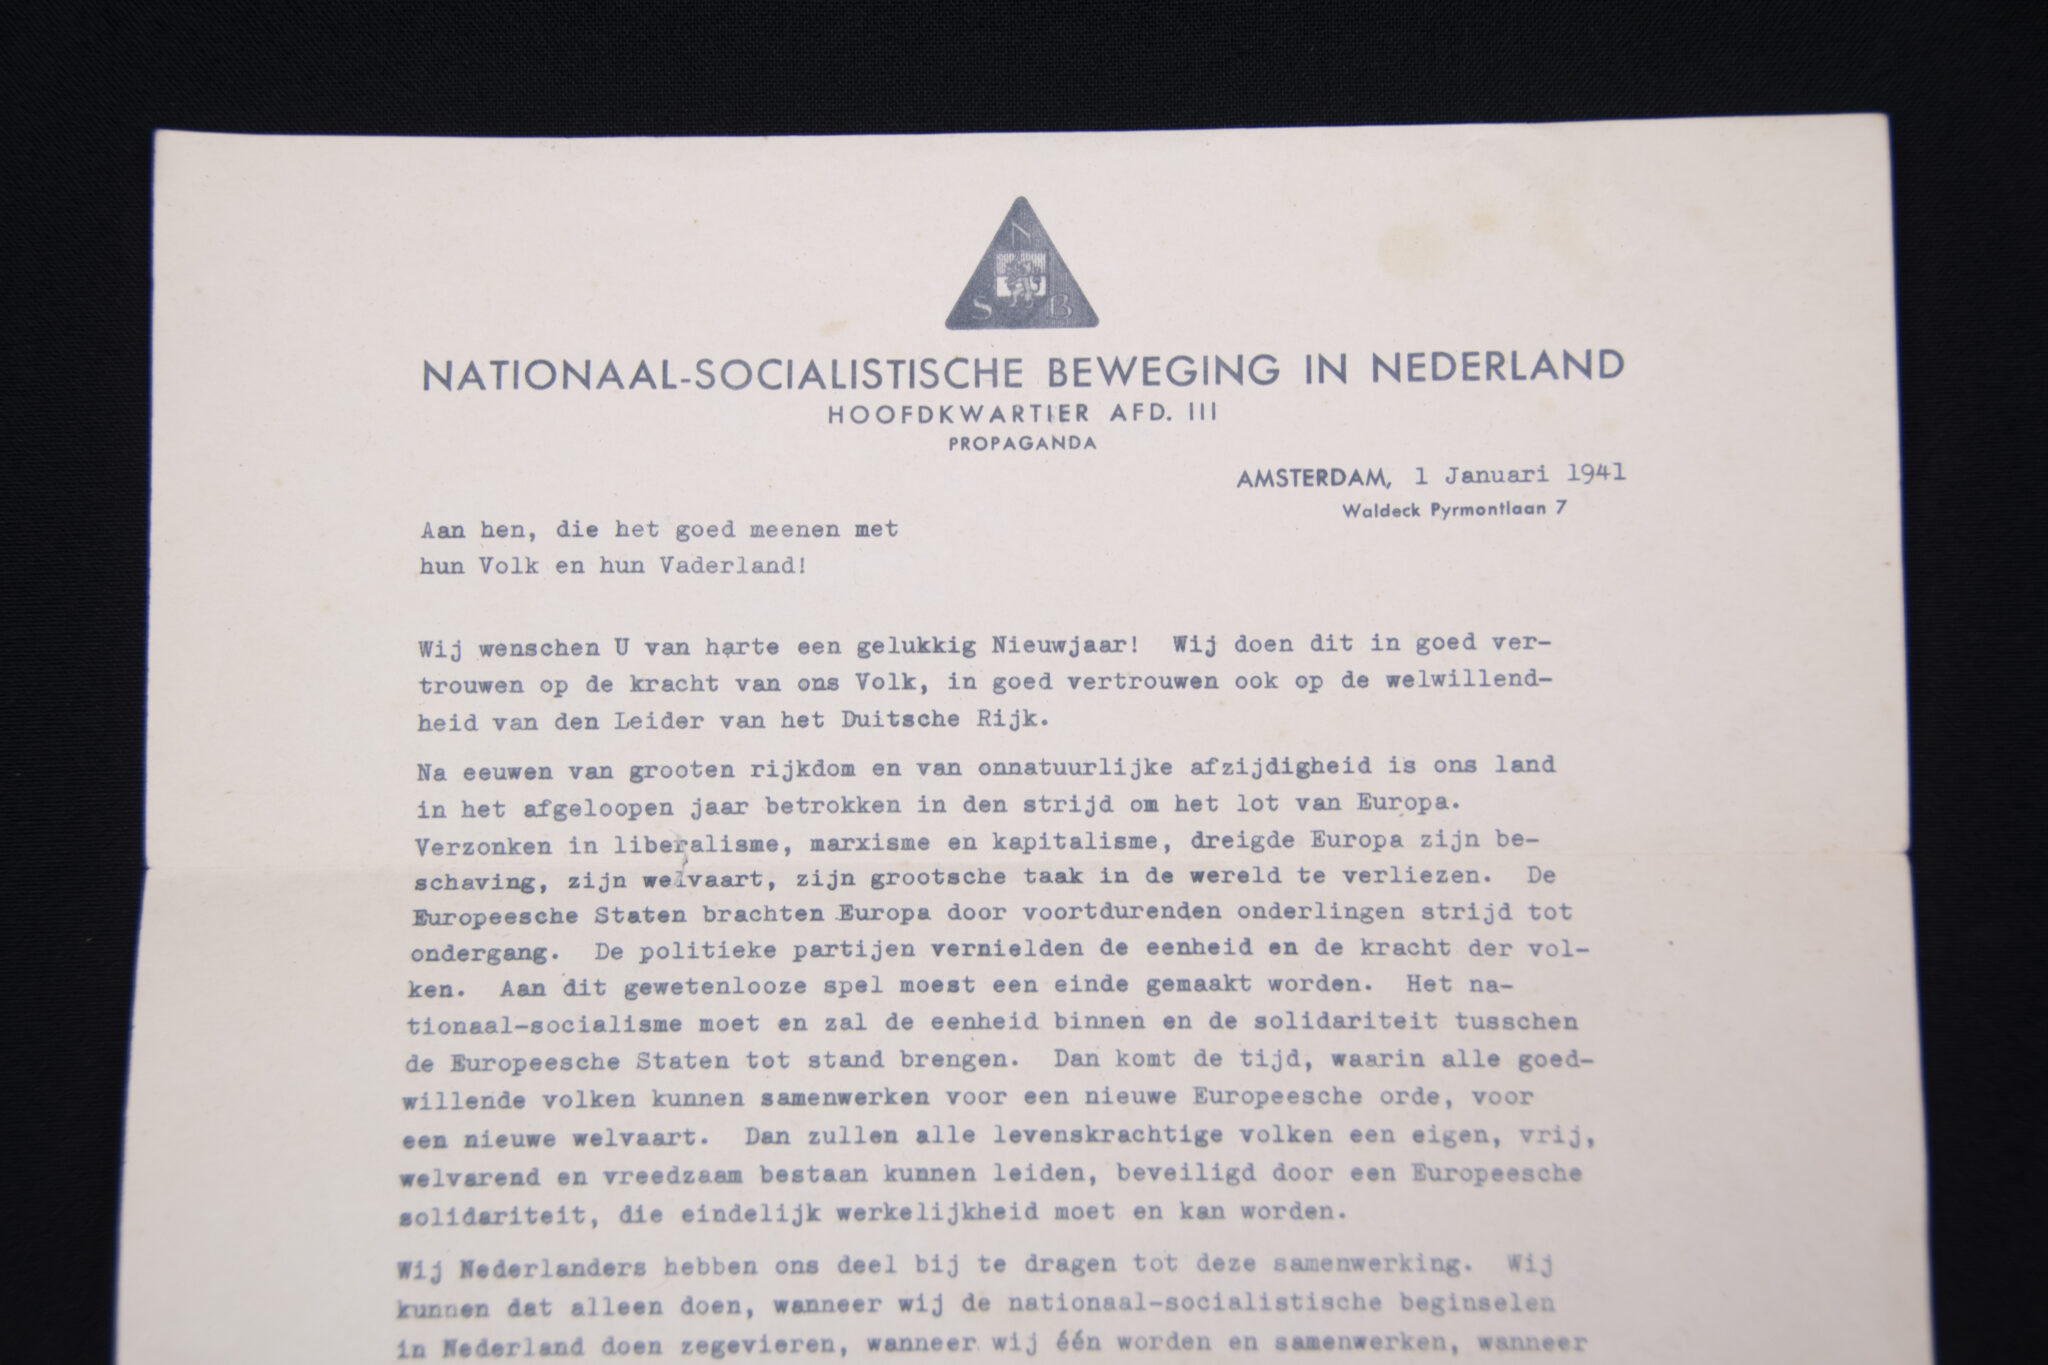 N
S B
NATIONAAL-SOCIALISTISCHE BEWEGING IN NEDERLAND
HOOFDKWARTIER AFD. III
PROPAGANDA
AMSTERDAM, 1 Januari 1941
Waldeck Pyrmontlaan 7
Aan hen, die het goed meenen met
hun Volk en hun Vaderland!
Wij wenschen U van harte een gelukkig Nieuwjaar! Wij doen dit in goed ver-
trouwen op de kracht van ons Volk, in goed vertrouwen ook op de welwillend-
heid van den Leider van het Duitsche Rijk.
Na eeuwen van grooten rijkdom en van onnatuurlijke afzijdigheid is ons land
in het afgeloopen jaar betrokken in den strijd om het lot van Europa.
Verzonken in liberalisme, marxisme en kapitalisme, dreigde Europa zijn be-
schaving, zijn welvaart, zijn grootsche taak in de wereld te verliezen. De
Europeesche Staten brachten Europa door voortdurenden onderlingen strijd tot
ondergang. De politieke partijen vernielden de eenheid en de kracht der vol-
ken. Aan dit gewetenlooze spel moest een einde gemaakt worden. Het na-
tionaal-socialisme moet en zal de eenheid binnen en de solidariteit tusschen
de Europeesche Staten tot stand brengen. Dan komt de tijd, waarin alle goed-
willende volken kunnen samenwerken voor een nieuwe Europeesche orde, voor
een nieuwe welvaart. Dan zullen alle levenskrachtige volken een eigen, vrij,
welvarend en vreedzaam bestaan kunnen leiden, beveiligd door een Europeesche
solidariteit, die eindelijk werkelijkheid moet en kan worden.
Wij Nederlanders hebben ons deel bij te dragen tot deze samenwerking. Wij
kunnen dat alleen doen, wanneer wij de nationaal-socialistische beginselen
in Nederland doen zegevieren, wanneer wij één worden en samenwerken, wanneer